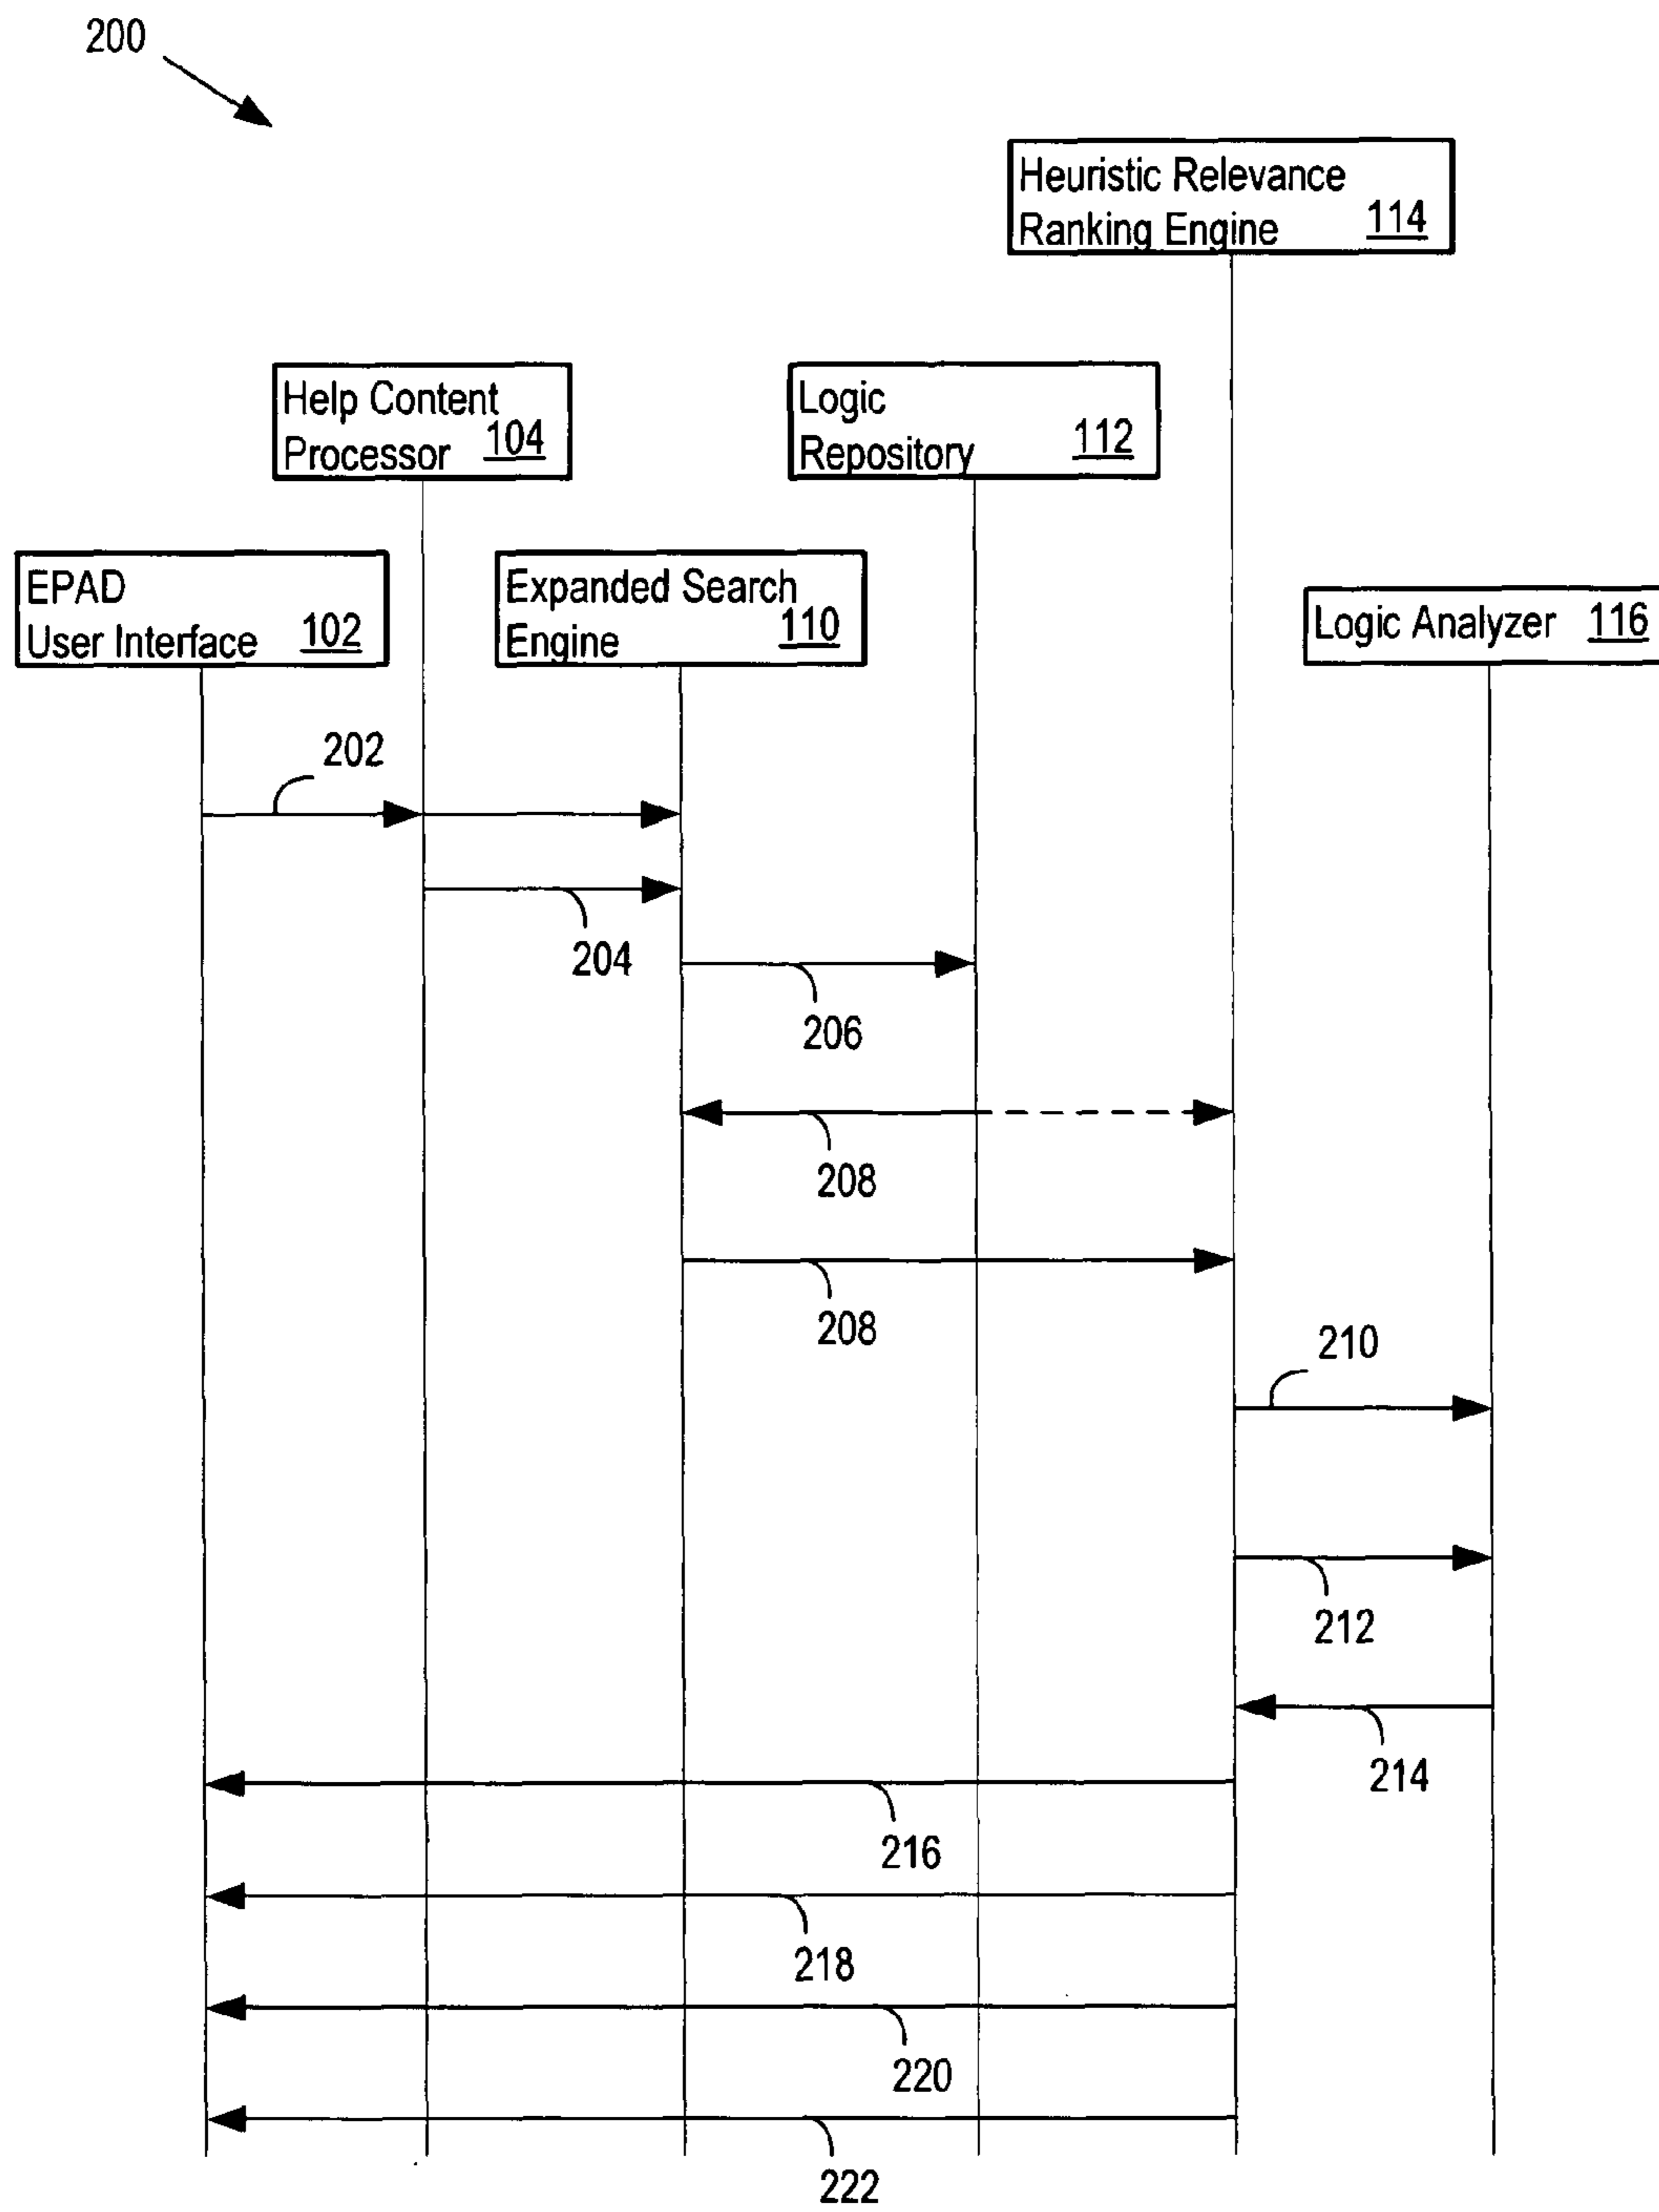 200
Heuristic Relevance
Ranking Engine 114
Help Content
Processor 104
Logic
Repository 112
EPAD
User Interface 102
Expanded Search
Engine 110
Logic Analyzer 116
202
204
206
208
208
210
212
214
216
218
220
222